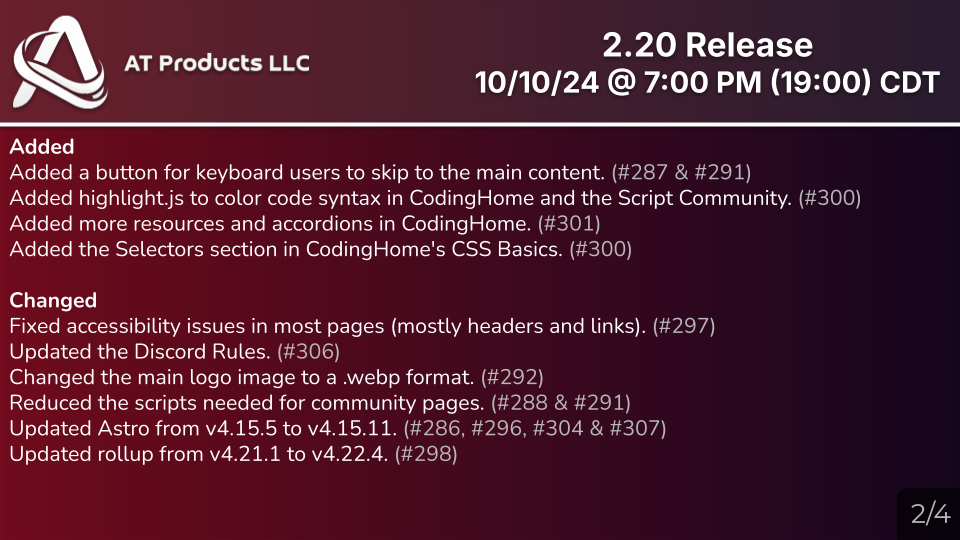 AT Products LLC
2.20 Release
10/10/24 @ 7:00 PM (19:00) CDT
Added
Added a button for keyboard users to skip to the main content. (#287 & #291)
Added highlight.js to color code syntax in CodingHome and the Script Community. (#300)
Added more resources and accordions in CodingHome. (#301)
Added the Selectors section in CodingHome's CSS Basics. (#300)
Changed
Fixed accessibility issues in most pages (mostly headers and links). (#297)
Updated the Discord Rules. (#306)
Changed the main logo image to a .webp format. (#292)
Reduced the scripts needed for community pages. (#288 & #291)
Updated Astro from v4.15.5 to v4.15.11. (#286, #296, #304 & #307)
Updated rollup from v4.21.1 to v4.22.4. (#298)
2/4